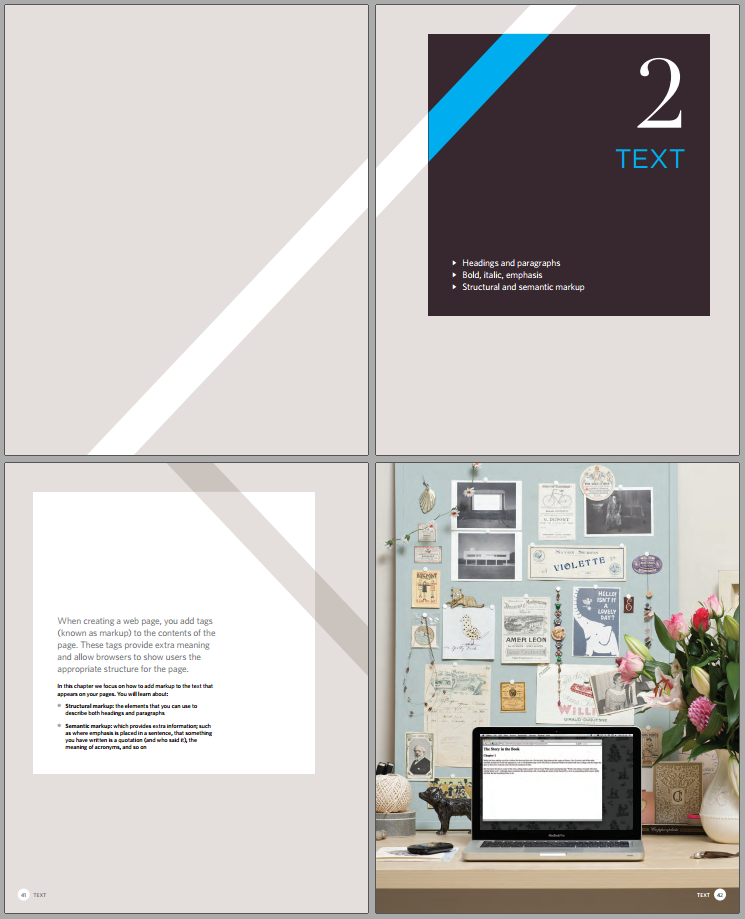 2
TEXT
Headings and paragraphs
Bold, italic, emphasis
Structural and semantic markup
When creating a web page, you add tags
(known as markup) to the contents of the
page. These tags provide extra meaning
and allow browsers to show users the
appropriate structure for the page.
In this chapter we focus on how to add markup to the text that
appears on your pages. You will learn about:
Structural markup: the elements that you can use to
describe both headings and paragraphs
Semantic markup: which provides extra information; such
as where emphasis is placed in a sentence, that something
you have written is a quotation (and who said it), the
meaning of acronyms, and so on
41 TEXT
VIOLETTE
HELLO!
ISN'T IT
A
LOVELY
DAY?
AMER LEON
The Story in the Book
Chapter 1
MacBook Pro
TEXT 42